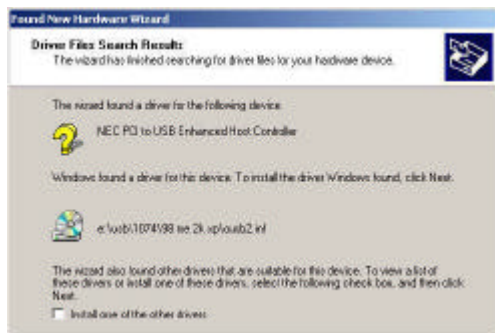 Found New Hardware Wizard
Driver Files Search Results
The wizard has finished searching for driver files for your hardware device.
The wizard found a driver for the following device:
NEC PCI to USB Enhanced Host Controller
Windows found a driver for this device. To install the driver Windows found, click Next.
The wizard also found other drivers that are suitable for this device. To view a list of
these drivers or install one of these drivers, select the following check box, and then click
Next.
Install one of the other drivers